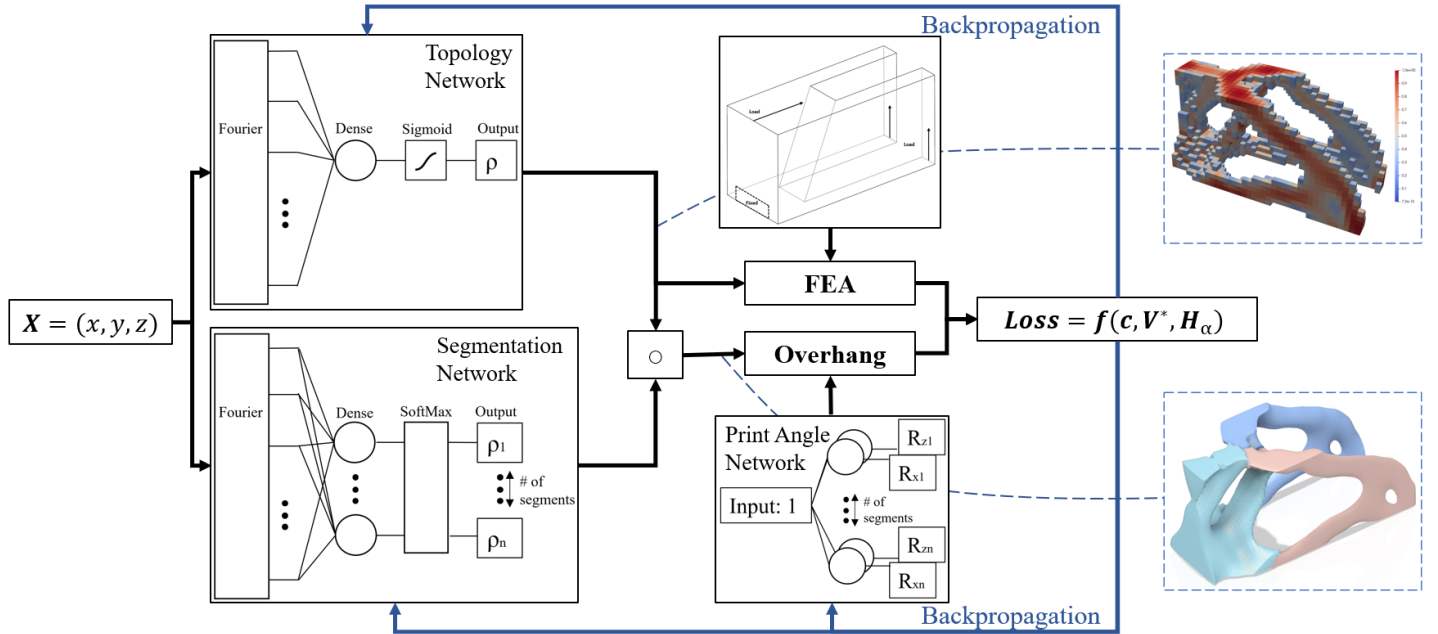 Backpropagation
Topology
Network
Fourier
Dense
Sigmoid
Output
ρ
Load
Load
Fixed
X = (x, y, z)
FEA
Overhang
Loss = f(c, V*, Hα)
Segmentation
Network
Fourier
Dense
SoftMax
Output
ρ1
# of
segments
ρn
Print Angle
Network
Input: 1
Rz1
Rx1
# of
segments
Rzn
Rxn
Backpropagation